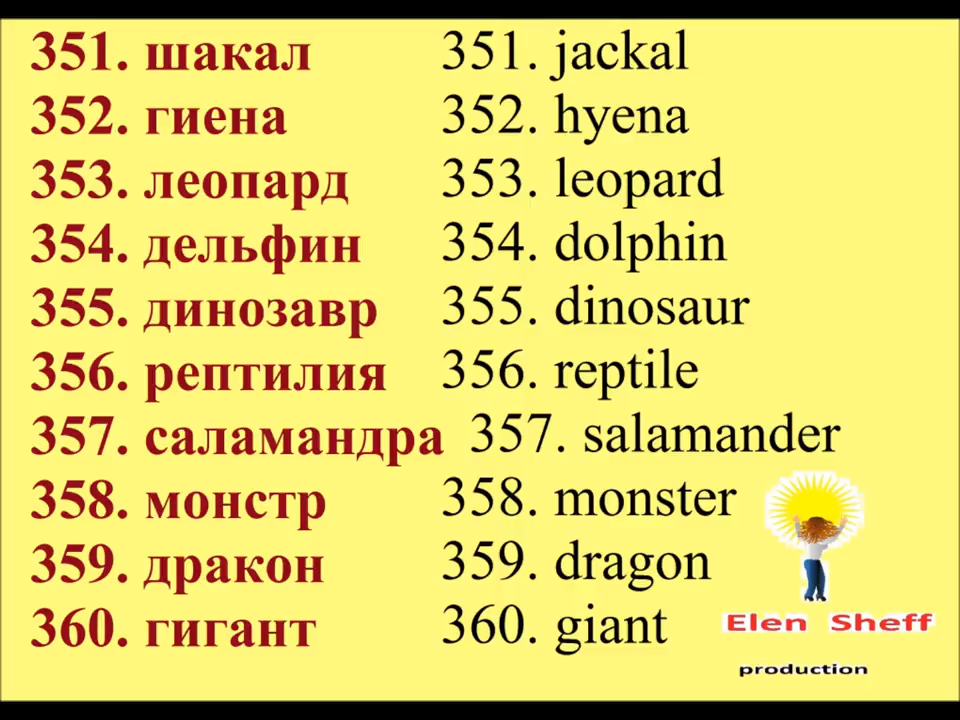 351. шакал 351. jackal
352. гиена 352. hyena
353. леопард 353. leopard
354. дельфин 354. dolphin
355. динозавр 355. dinosaur
356. рептилия 356. reptile
357. саламандра 357. salamander
358. монстр 358. monster
359. дракон 359. dragon
360. гигант 360. giant
Elen Sheff
production